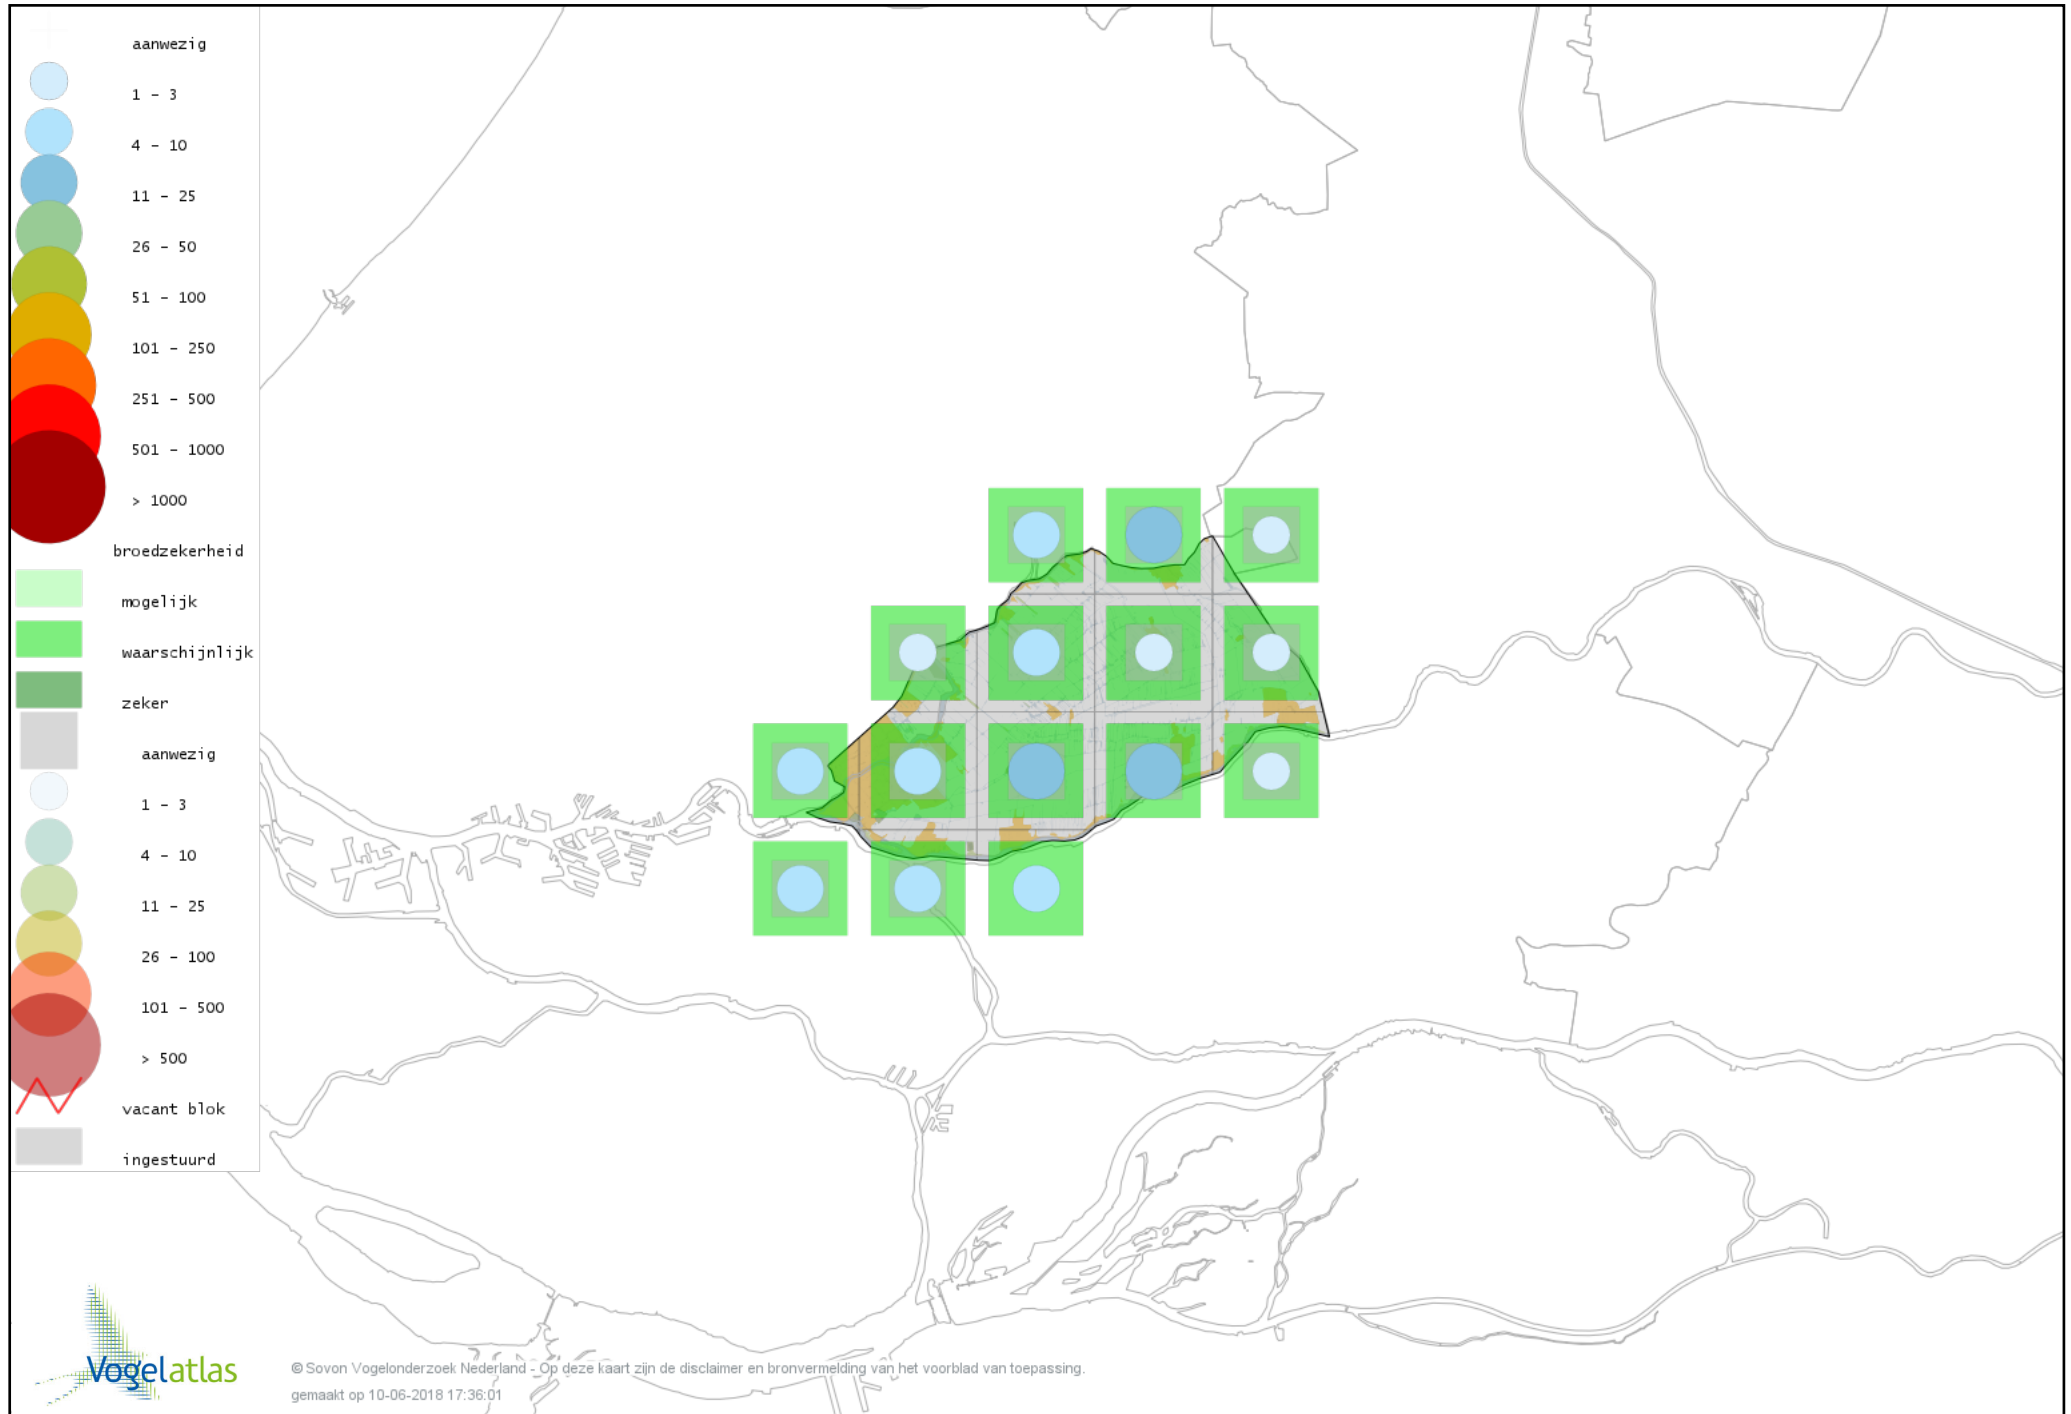 aanwezig
1 - 3
4 - 10
11 - 25
26 - 50
51 - 100
101 - 250
251 - 500
501 - 1000
> 1000
broedzekerheid
mogelijk
waarschijnlijk
zeker
aanwezig
1 - 3
4 - 10
11 - 25
26 - 100
101 - 500
> 500
vacant blok
ingestuurd
Vogelatlas
© Sovon Vogelonderzoek Nederland - Op deze kaart zijn de disclaimer en bronvermelding van het voorblad van toepassing.
gemaakt op 10-06-2018 17:36:01